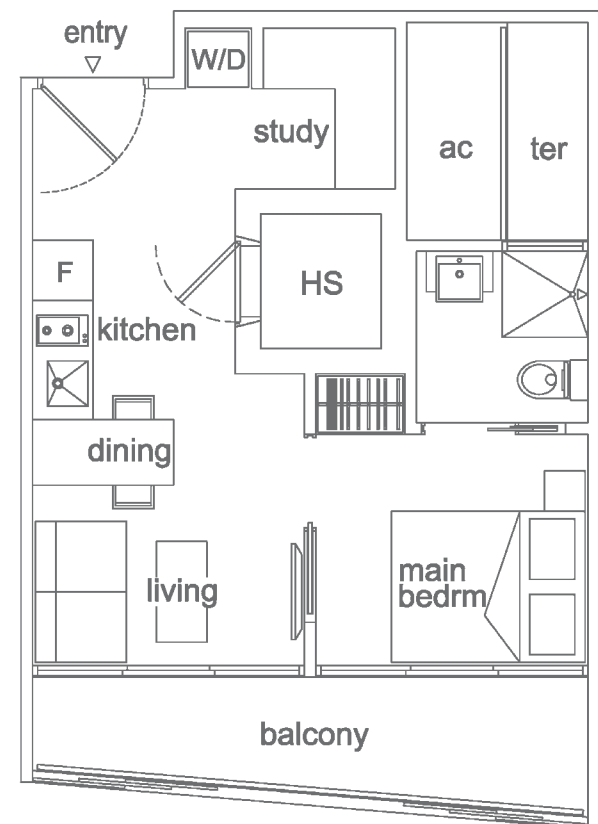 entry
W/D
study
ac
ter
F
HS
kitchen
dining
living
main
bedrm
balcony